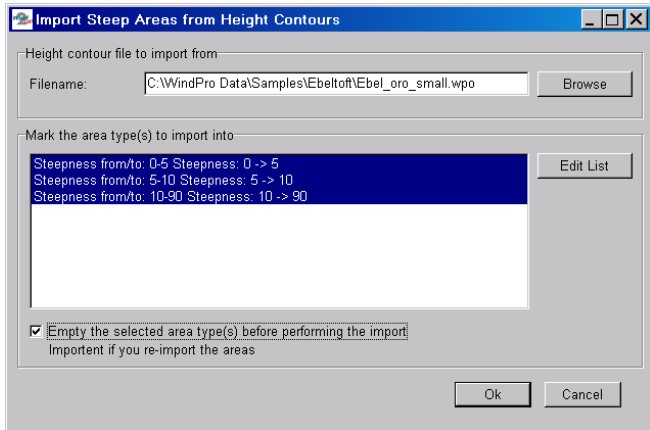 Import Steep Areas from Height Contours
Height contour file to import from
Filename:
C:\WindPro Data\Samples\Ebeltoft\Ebel_oro_small.wpo
Browse
Mark the area type(s) to import into
Steepness from/to: 0-5 Steepness: 0 -> 5
Steepness from/to: 5-10 Steepness: 5 -> 10
Steepness from/to: 10-90 Steepness: 10 -> 90
Edit List
Empty the selected area type(s) before performing the import
Importent if you re-import the areas
Ok
Cancel